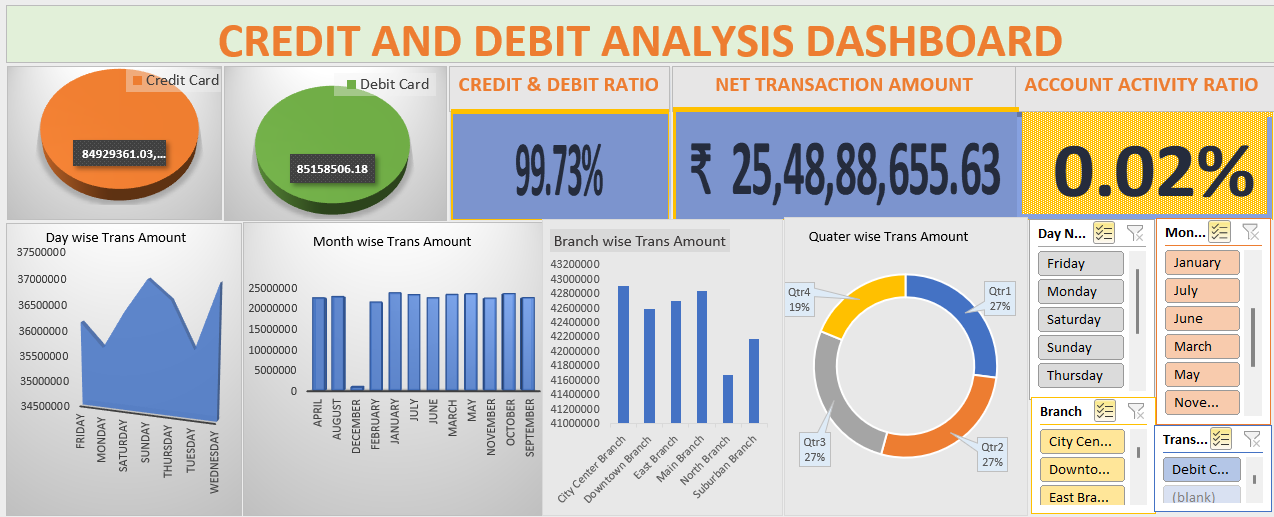 CREDIT AND DEBIT ANALYSIS DASHBOARD
Credit Card
84929361.03,...
Debit Card
85158506.18
CREDIT & DEBIT RATIO
99.73%
NET TRANSACTION AMOUNT
₹ 25,48,88,655.63
ACCOUNT ACTIVITY RATIO
0.02%
Day wise Trans Amount
37500000
37000000
36500000
36000000
35500000
35000000
34500000
FRIDAY
MONDAY
SATURDAY
SUNDAY
THURSDAY
TUESDAY
WEDNESDAY
Month wise Trans Amount
25000000
20000000
15000000
10000000
5000000
0
APRIL
AUGUST
DECEMBER
FEBRUARY
JANUARY
JULY
JUNE
MARCH
MAY
NOVEMBER
OCTOBER
SEPTEMBER
Branch wise Trans Amount
43200000
43000000
42800000
42600000
42400000
42200000
42000000
41800000
41600000
41400000
41200000
41000000
City Center Branch
Downtown Branch
East Branch
Main Branch
North Branch
Suburban Branch
Quater wise Trans Amount
Qtr1
27%
Qtr2
27%
Qtr3
27%
Qtr4
19%
Day N...
Friday
Monday
Saturday
Sunday
Thursday
Mon...
January
July
June
March
May
Nove...
Branch
City Cen...
Downto...
East Bra...
Trans...
Debit C...
(blank)